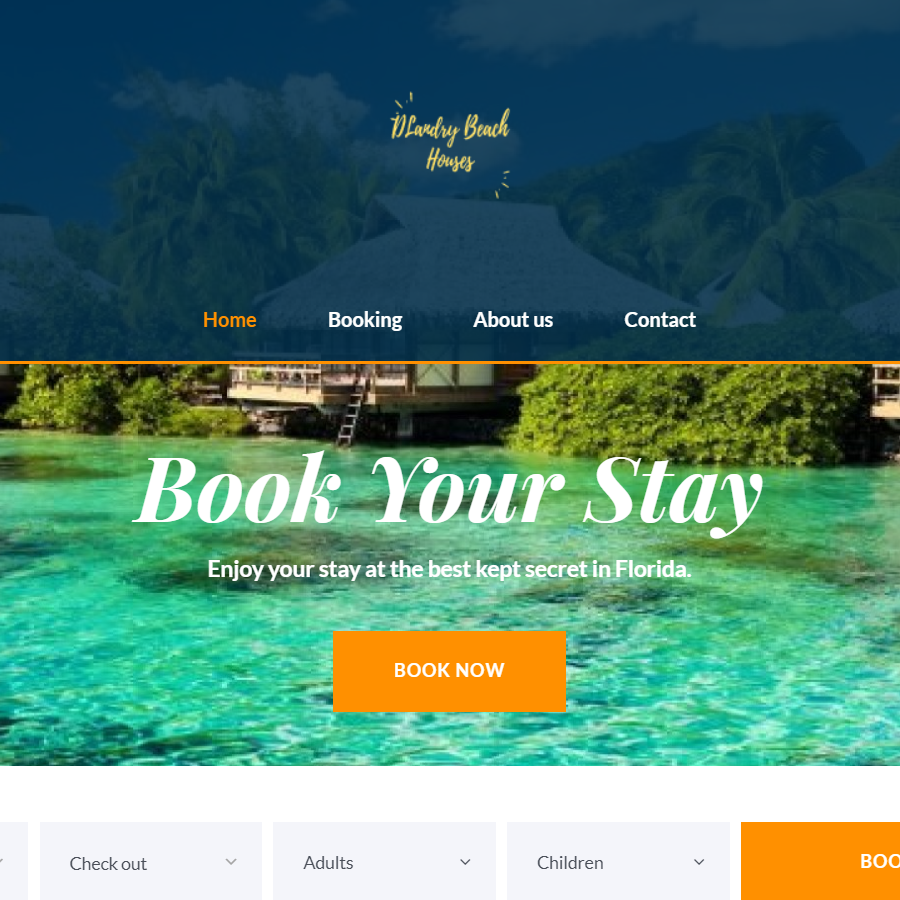 DLandry Beach
Houses
Home Booking About us Contact
Book Your Stay
Enjoy your stay at the best kept secret in Florida.
BOOK NOW
Check out Adults Children